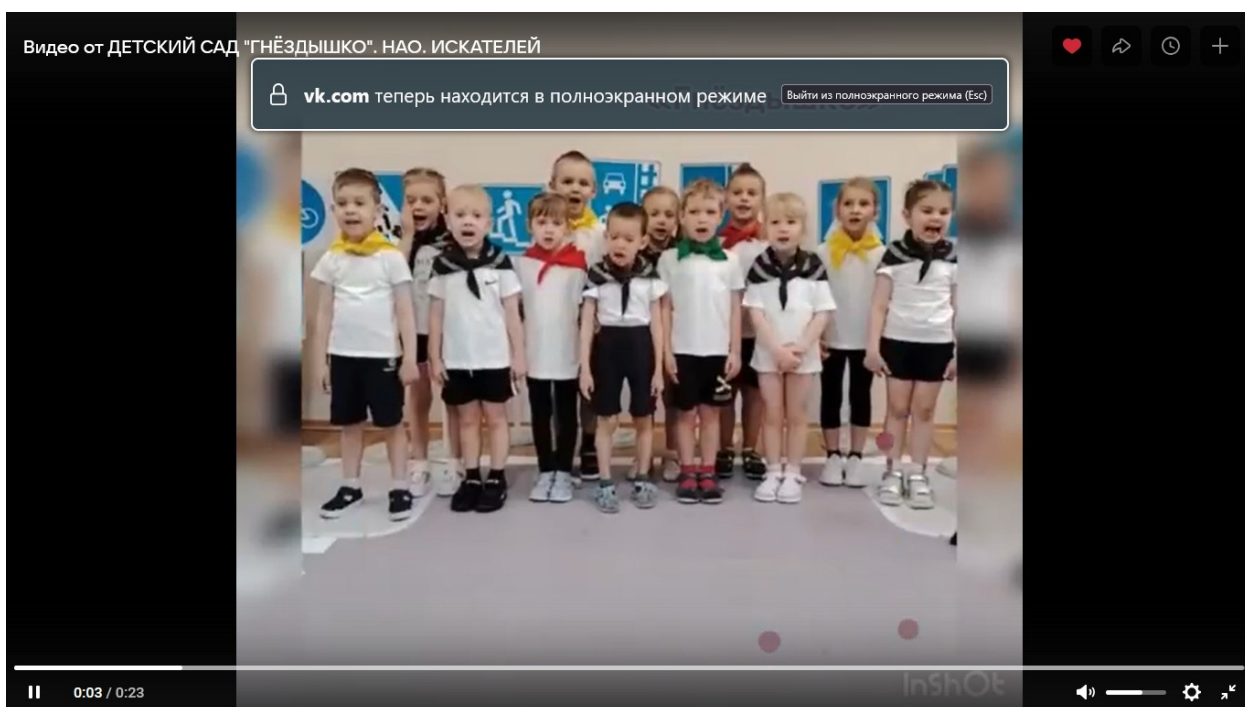 Видео от ДЕТСКИЙ САД "ГНЁЗДЫШКО". НАО. ИСКАТЕЛЕЙ
vk.com теперь находится в полноэкранном режиме
Выйти из полноэкранного режима (Esc)
«Гнёздышко»
0:03 / 0:23
InShOt